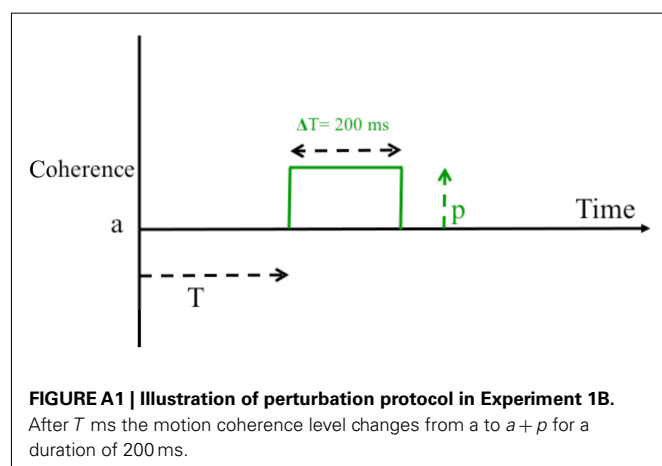 ΔT= 200 ms
Coherence
a
p
Time
T
FIGURE A1 | Illustration of perturbation protocol in Experiment 1B.
After T ms the motion coherence level changes from a to a + p for a
duration of 200 ms.